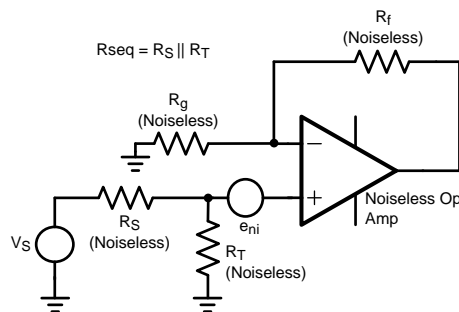 Rseq = RS || RT
Rf
(Noiseless)
Rg
(Noiseless)
−
+
RS
(Noiseless)
eni
Noiseless Op
Amp
VS
RT
(Noiseless)